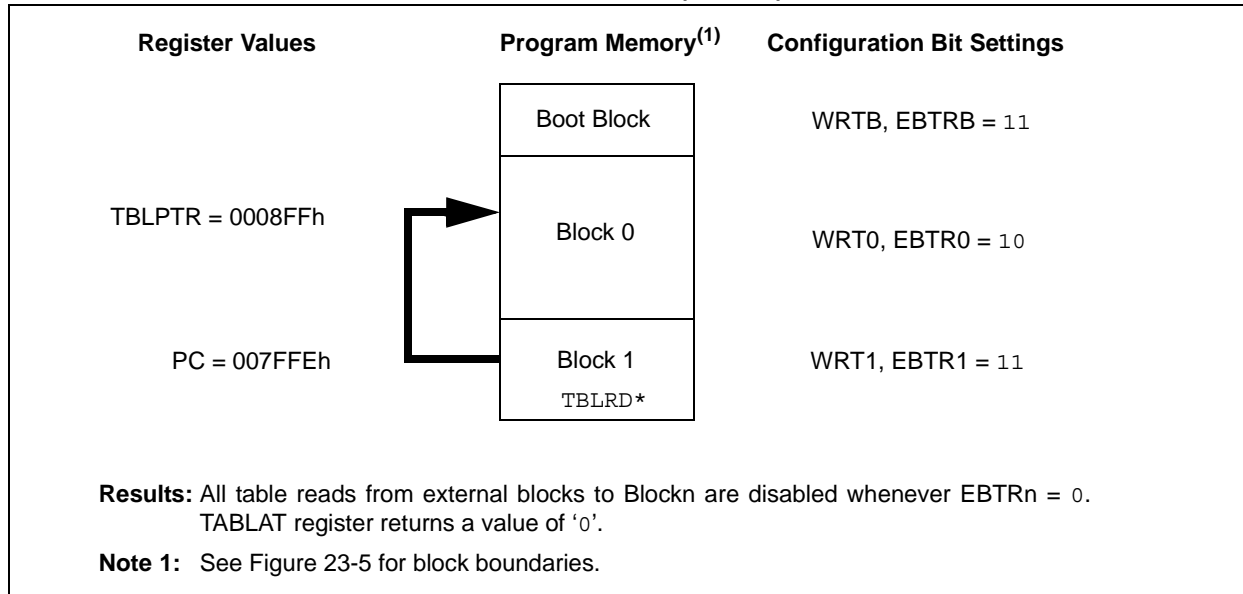 Register Values Program Memory(1) Configuration Bit Settings
Boot Block WRTB, EBTRB = 11
TBLPTR = 0008FFh Block 0 WRT0, EBTR0 = 10
PC = 007FFEh Block 1 WRT1, EBTR1 = 11
TBLRD*
Results: All table reads from external blocks to Blockn are disabled whenever EBTRn = 0.
TABLAT register returns a value of ‘0’.
Note 1: See Figure 23-5 for block boundaries.